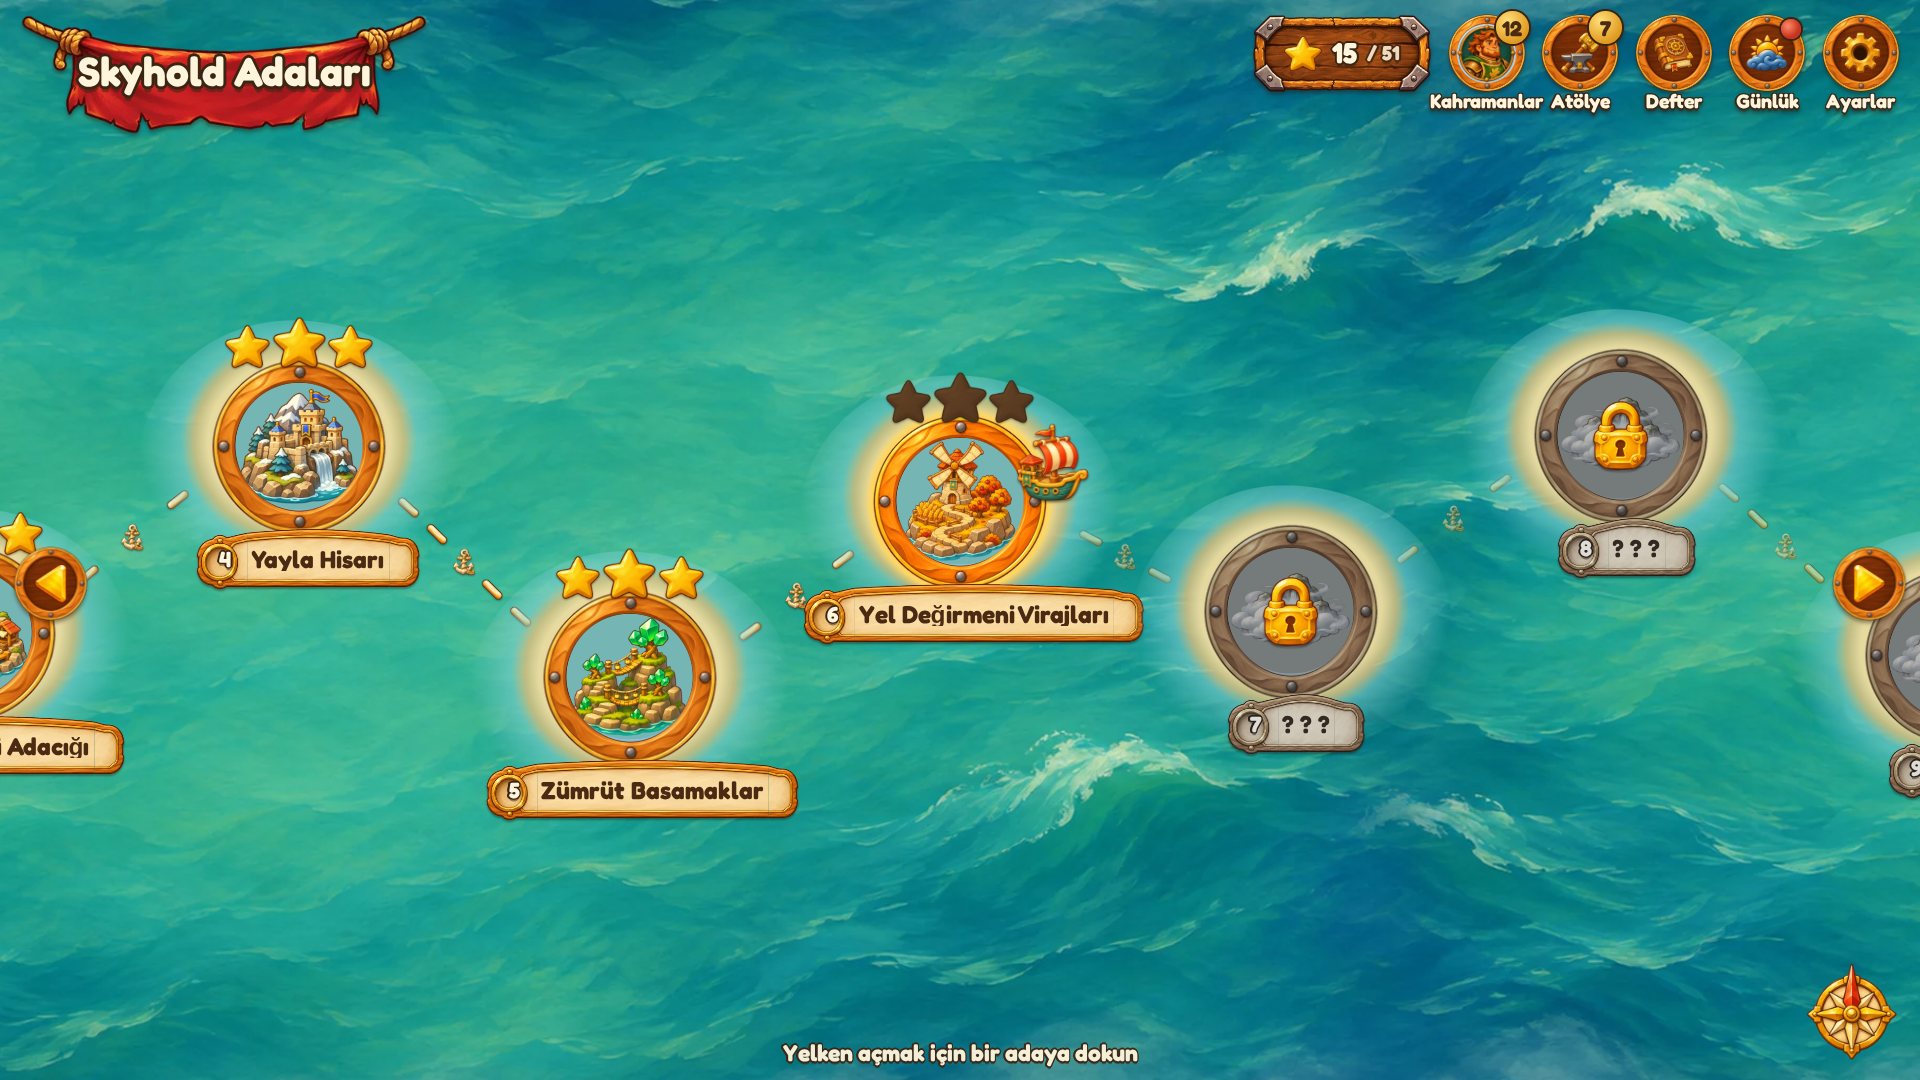 Skyhold Adaları
15 / 51
12
7
Kahramanlar
Atölye
Defter
Günlük
Ayarlar
4 Yayla Hisarı
8 ???
6 Yel Değirmeni Virajları
7 ???
Adacığı
5 Zümrüt Basamaklar
9
Yelken açmak için bir adaya dokun